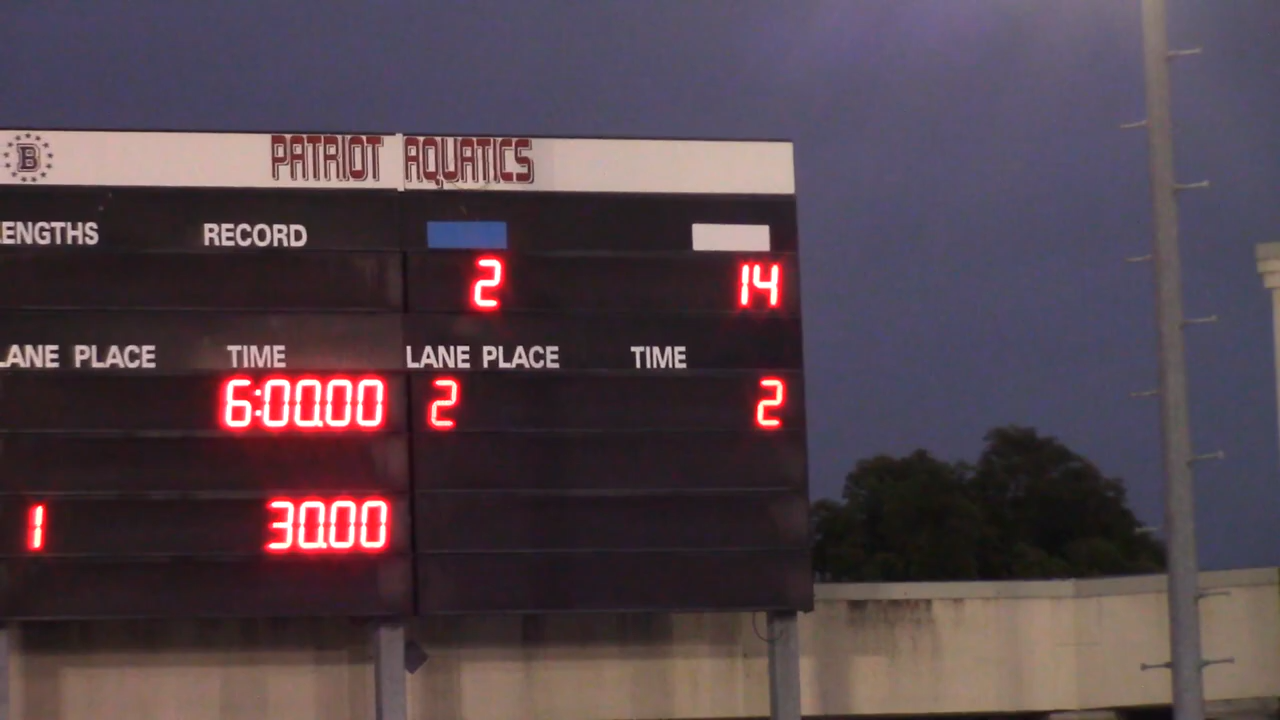 B PATRIOT AQUATICS
ENGTHS RECORD
2 14
ANE PLACE TIME LANE PLACE TIME
6:00.00 2 2
1 30.00